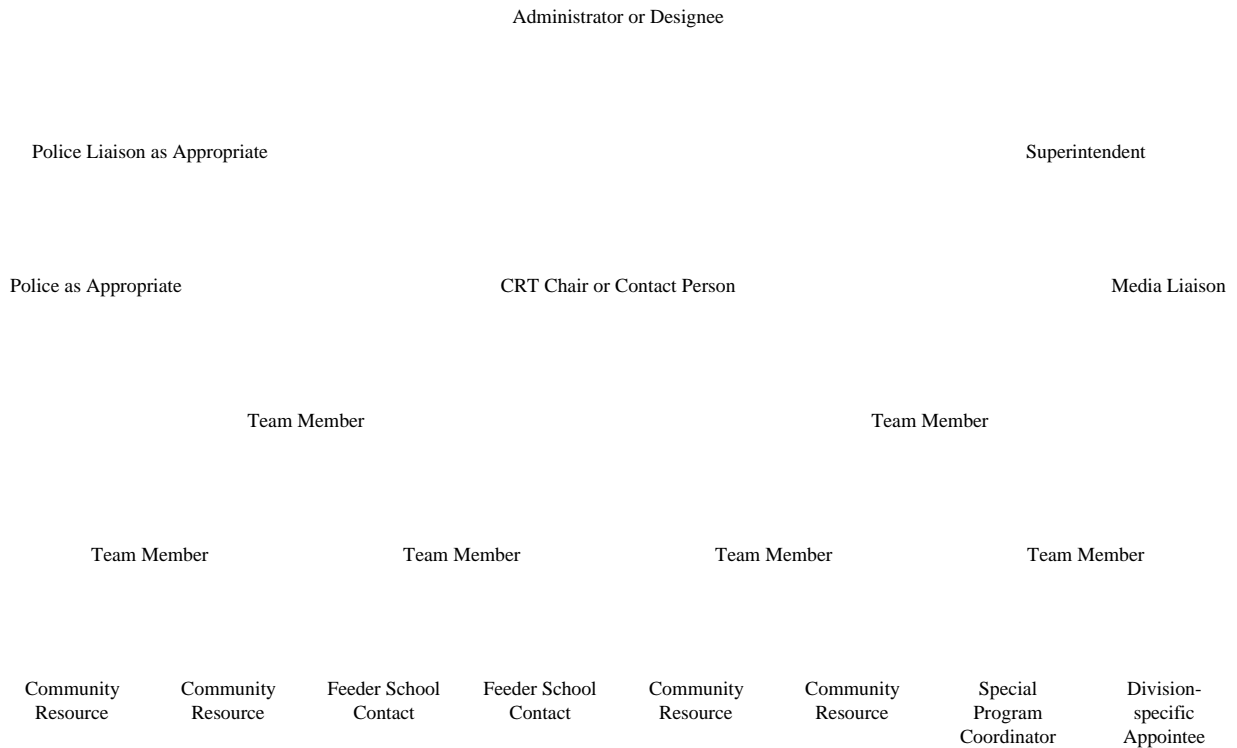 Administrator or Designee
Police Liaison as Appropriate
Superintendent
Police as Appropriate
CRT Chair or Contact Person
Media Liaison
Team Member
Team Member
Team Member
Team Member
Team Member
Team Member
Community
Resource
Community
Resource
Feeder School
Contact
Feeder School
Contact
Community
Resource
Community
Resource
Special
Program
Coordinator
Division-
specific
Appointee